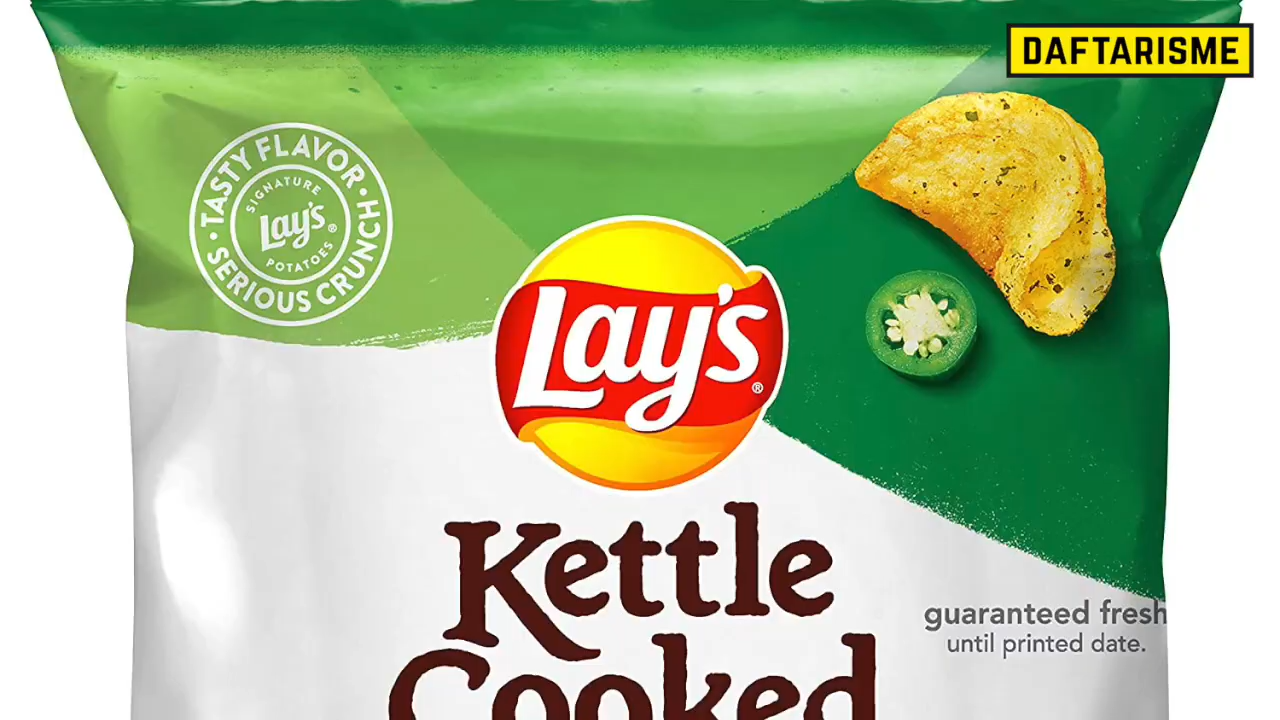 DAFTARISME
TASTY FLAVOR
SIGNATURE
Lay's®
POTATOES
SERIOUS CRUNCH
Lay's®
Kettle
Cooked
guaranteed fresh
until printed date.